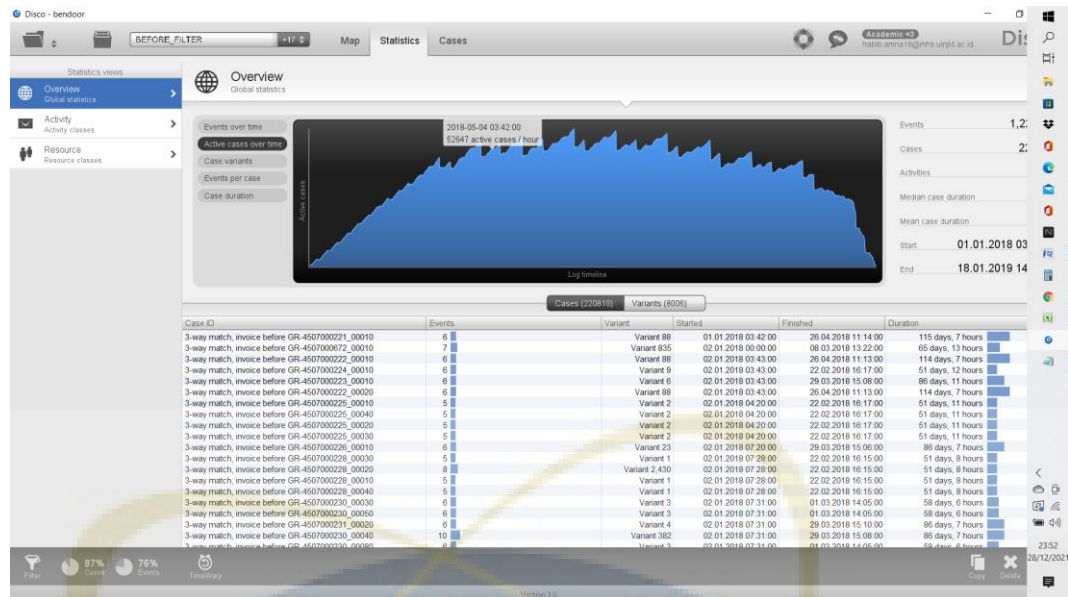 Disco - bendoor
BEFORE_FILTER +17
Map Statistics Cases
Academic +3
Statistics views
Overview
Global statistics
Activity
Activity classes
Resource
Resource classes
Overview
Global statistics
Events over time
Active cases over time
Case variants
Events per case
Case duration
2018-05-04 03:42:00
52647 active cases / hour
Active cases
Log timeline
Events 1,2
Cases 2
Activities
Median case duration
Mean case duration
Start 01.01.2018 03
End 18.01.2019 14
Cases (220810) Variants (8006)
Case ID Events Variant Started Finished Duration
3-way match, invoice before GR-4507000221_00010 6 Variant 88 01.01.2018 03:42:00 26.04.2018 11:14:00 115 days, 7 hours
3-way match, invoice before GR-4507000672_00010 7 Variant 835 02.01.2018 00:00:00 08.03.2018 13:22:00 65 days, 13 hours
3-way match, invoice before GR-4507000222_00010 6 Variant 88 02.01.2018 03:43:00 26.04.2018 11:13:00 114 days, 7 hours
3-way match, invoice before GR-4507000224_00010 6 Variant 9 02.01.2018 03:43:00 22.02.2018 16:17:00 51 days, 12 hours
3-way match, invoice before GR-4507000223_00010 6 Variant 6 02.01.2018 03:43:00 29.03.2018 15:08:00 86 days, 11 hours
3-way match, invoice before GR-4507000222_00020 6 Variant 88 02.01.2018 03:43:00 26.04.2018 11:13:00 114 days, 7 hours
3-way match, invoice before GR-4507000225_00010 5 Variant 2 02.01.2018 04:20:00 22.02.2018 16:17:00 51 days, 11 hours
3-way match, invoice before GR-4507000225_00040 5 Variant 2 02.01.2018 04:20:00 22.02.2018 16:17:00 51 days, 11 hours
3-way match, invoice before GR-4507000225_00020 5 Variant 2 02.01.2018 04:20:00 22.02.2018 16:17:00 51 days, 11 hours
3-way match, invoice before GR-4507000225_00030 5 Variant 2 02.01.2018 04:20:00 22.02.2018 16:17:00 51 days, 11 hours
3-way match, invoice before GR-4507000226_00010 6 Variant 23 02.01.2018 07:20:00 29.03.2018 15:06:00 86 days, 7 hours
3-way match, invoice before GR-4507000228_00030 5 Variant 1 02.01.2018 07:28:00 22.02.2018 16:15:00 51 days, 8 hours
3-way match, invoice before GR-4507000228_00020 8 Variant 2,430 02.01.2018 07:28:00 22.02.2018 16:15:00 51 days, 8 hours
3-way match, invoice before GR-4507000228_00010 5 Variant 1 02.01.2018 07:28:00 22.02.2018 16:15:00 51 days, 8 hours
3-way match, invoice before GR-4507000228_00040 5 Variant 1 02.01.2018 07:28:00 22.02.2018 16:15:00 51 days, 8 hours
3-way match, invoice before GR-4507000230_00030 6 Variant 3 02.01.2018 07:31:00 01.03.2018 14:05:00 58 days, 6 hours
3-way match, invoice before GR-4507000230_00050 6 Variant 3 02.01.2018 07:31:00 01.03.2018 14:05:00 58 days, 6 hours
3-way match, invoice before GR-4507000231_00020 6 Variant 4 02.01.2018 07:31:00 29.03.2018 15:10:00 86 days, 7 hours
3-way match, invoice before GR-4507000230_00040 10 Variant 382 02.01.2018 07:31:00 29.03.2018 15:08:00 86 days, 7 hours
Filter 87% Cases 76% Events TimeWarp Copy Delete
Version 3.0
23:52
28/12/2021